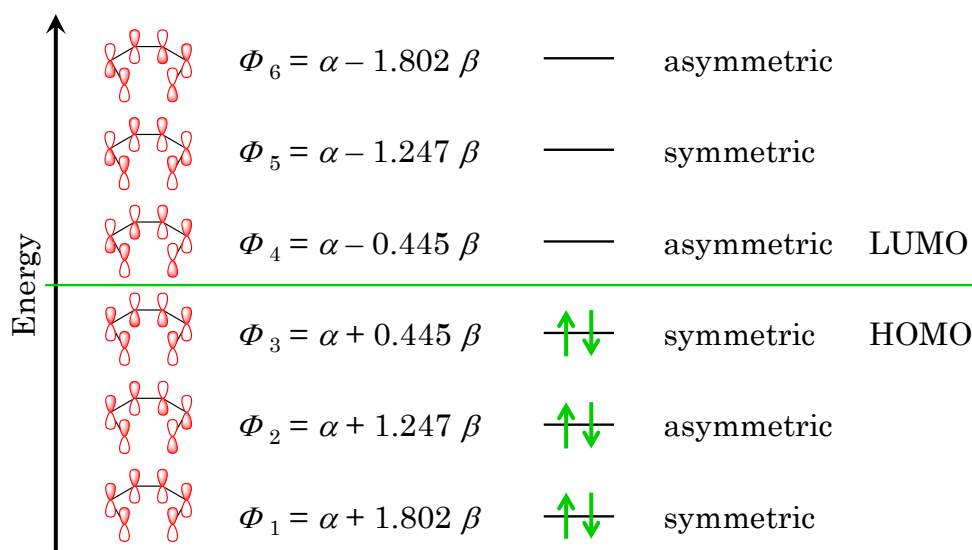 Φ6 = α – 1.802 β asymmetric
Φ5 = α – 1.247 β symmetric
Φ4 = α – 0.445 β asymmetric LUMO
Energy
Φ3 = α + 0.445 β symmetric HOMO
Φ2 = α + 1.247 β asymmetric
Φ1 = α + 1.802 β symmetric